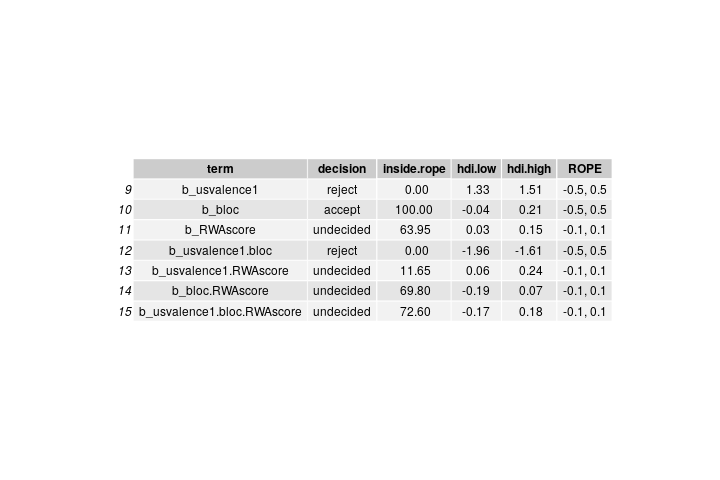 term decision inside.rope hdi.low hdi.high ROPE
9 b_usvalence1 reject 0.00 1.33 1.51 -0.5, 0.5
10 b_bloc accept 100.00 -0.04 0.21 -0.5, 0.5
11 b_RWAscore undecided 63.95 0.03 0.15 -0.1, 0.1
12 b_usvalence1.bloc reject 0.00 -1.96 -1.61 -0.5, 0.5
13 b_usvalence1.RWAscore undecided 11.65 0.06 0.24 -0.1, 0.1
14 b_bloc.RWAscore undecided 69.80 -0.19 0.07 -0.1, 0.1
15 b_usvalence1.bloc.RWAscore undecided 72.60 -0.17 0.18 -0.1, 0.1